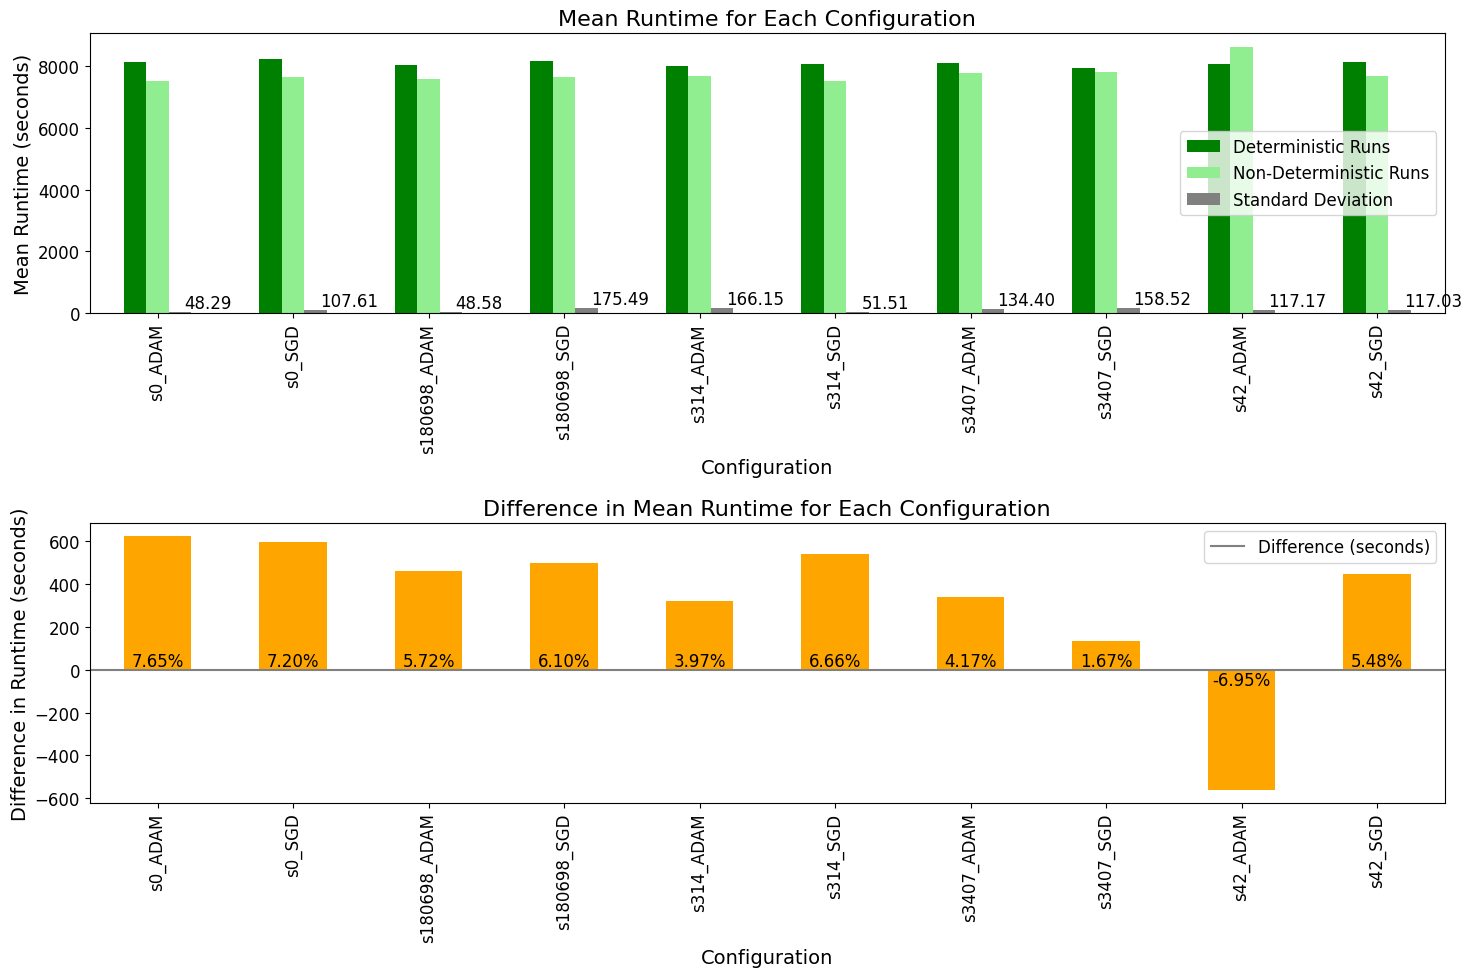 Mean Runtime for Each Configuration
Mean Runtime (seconds)
8000
6000
4000
2000
0
Deterministic Runs
Non-Deterministic Runs
Standard Deviation
48.29
107.61
48.58
175.49
166.15
51.51
134.40
158.52
117.17
117.03
s0_ADAM
s0_SGD
s180698_ADAM
s180698_SGD
s314_ADAM
s314_SGD
s3407_ADAM
s3407_SGD
s42_ADAM
s42_SGD
Configuration
Difference in Mean Runtime for Each Configuration
Difference in Runtime (seconds)
600
400
200
0
−200
−400
−600
Difference (seconds)
7.65%
7.20%
5.72%
6.10%
3.97%
6.66%
4.17%
1.67%
-6.95%
5.48%
s0_ADAM
s0_SGD
s180698_ADAM
s180698_SGD
s314_ADAM
s314_SGD
s3407_ADAM
s3407_SGD
s42_ADAM
s42_SGD
Configuration